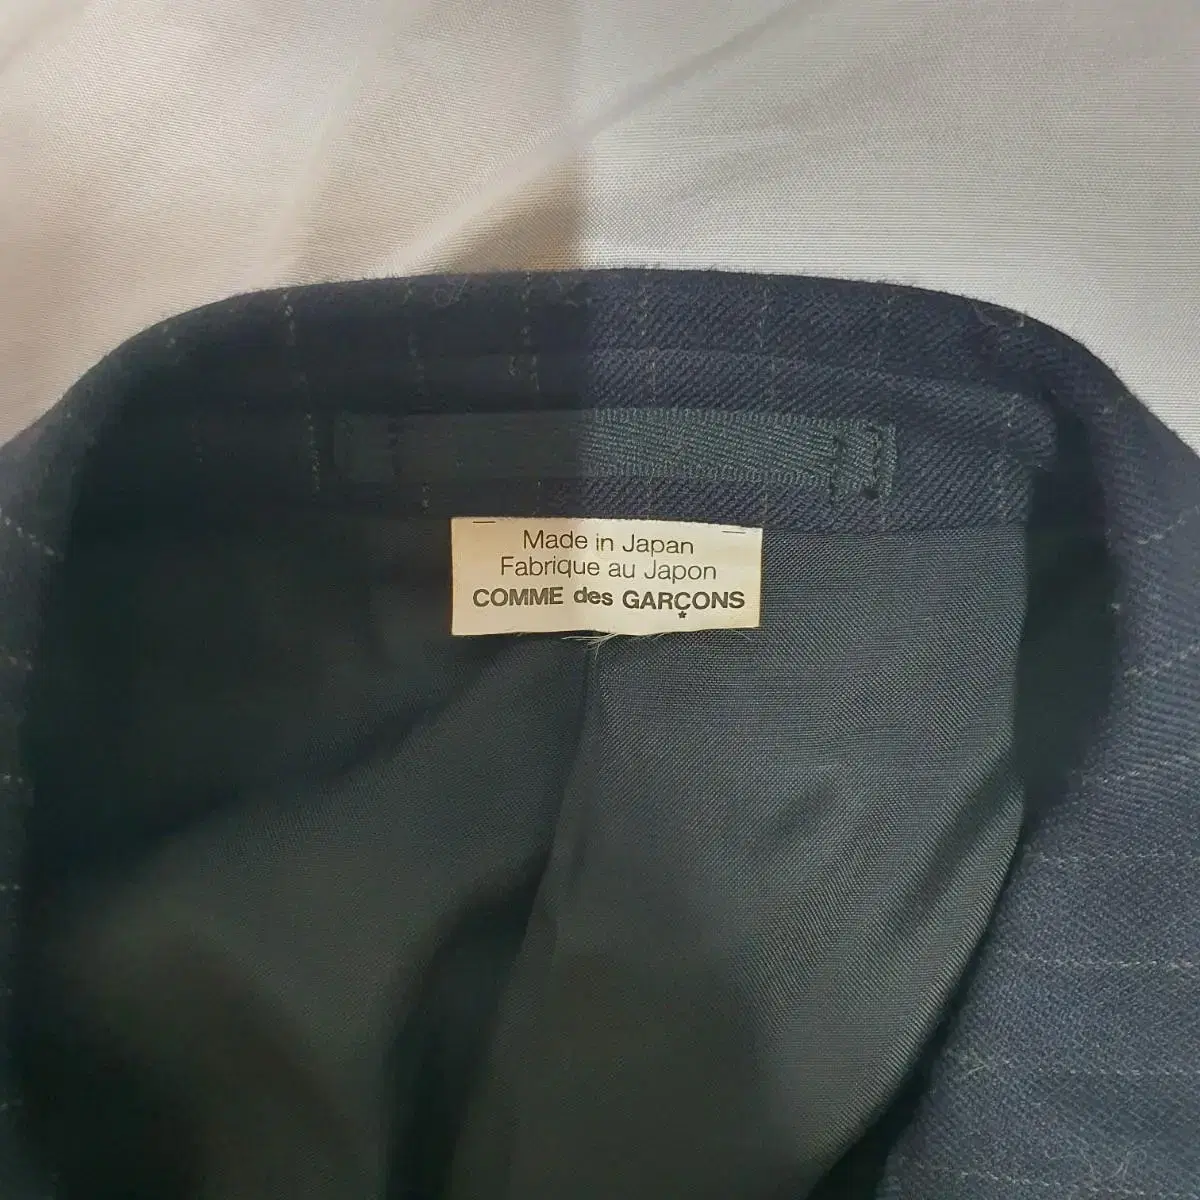 Made in Japan
Fabrique au Japon
COMME des GARÇONS
*